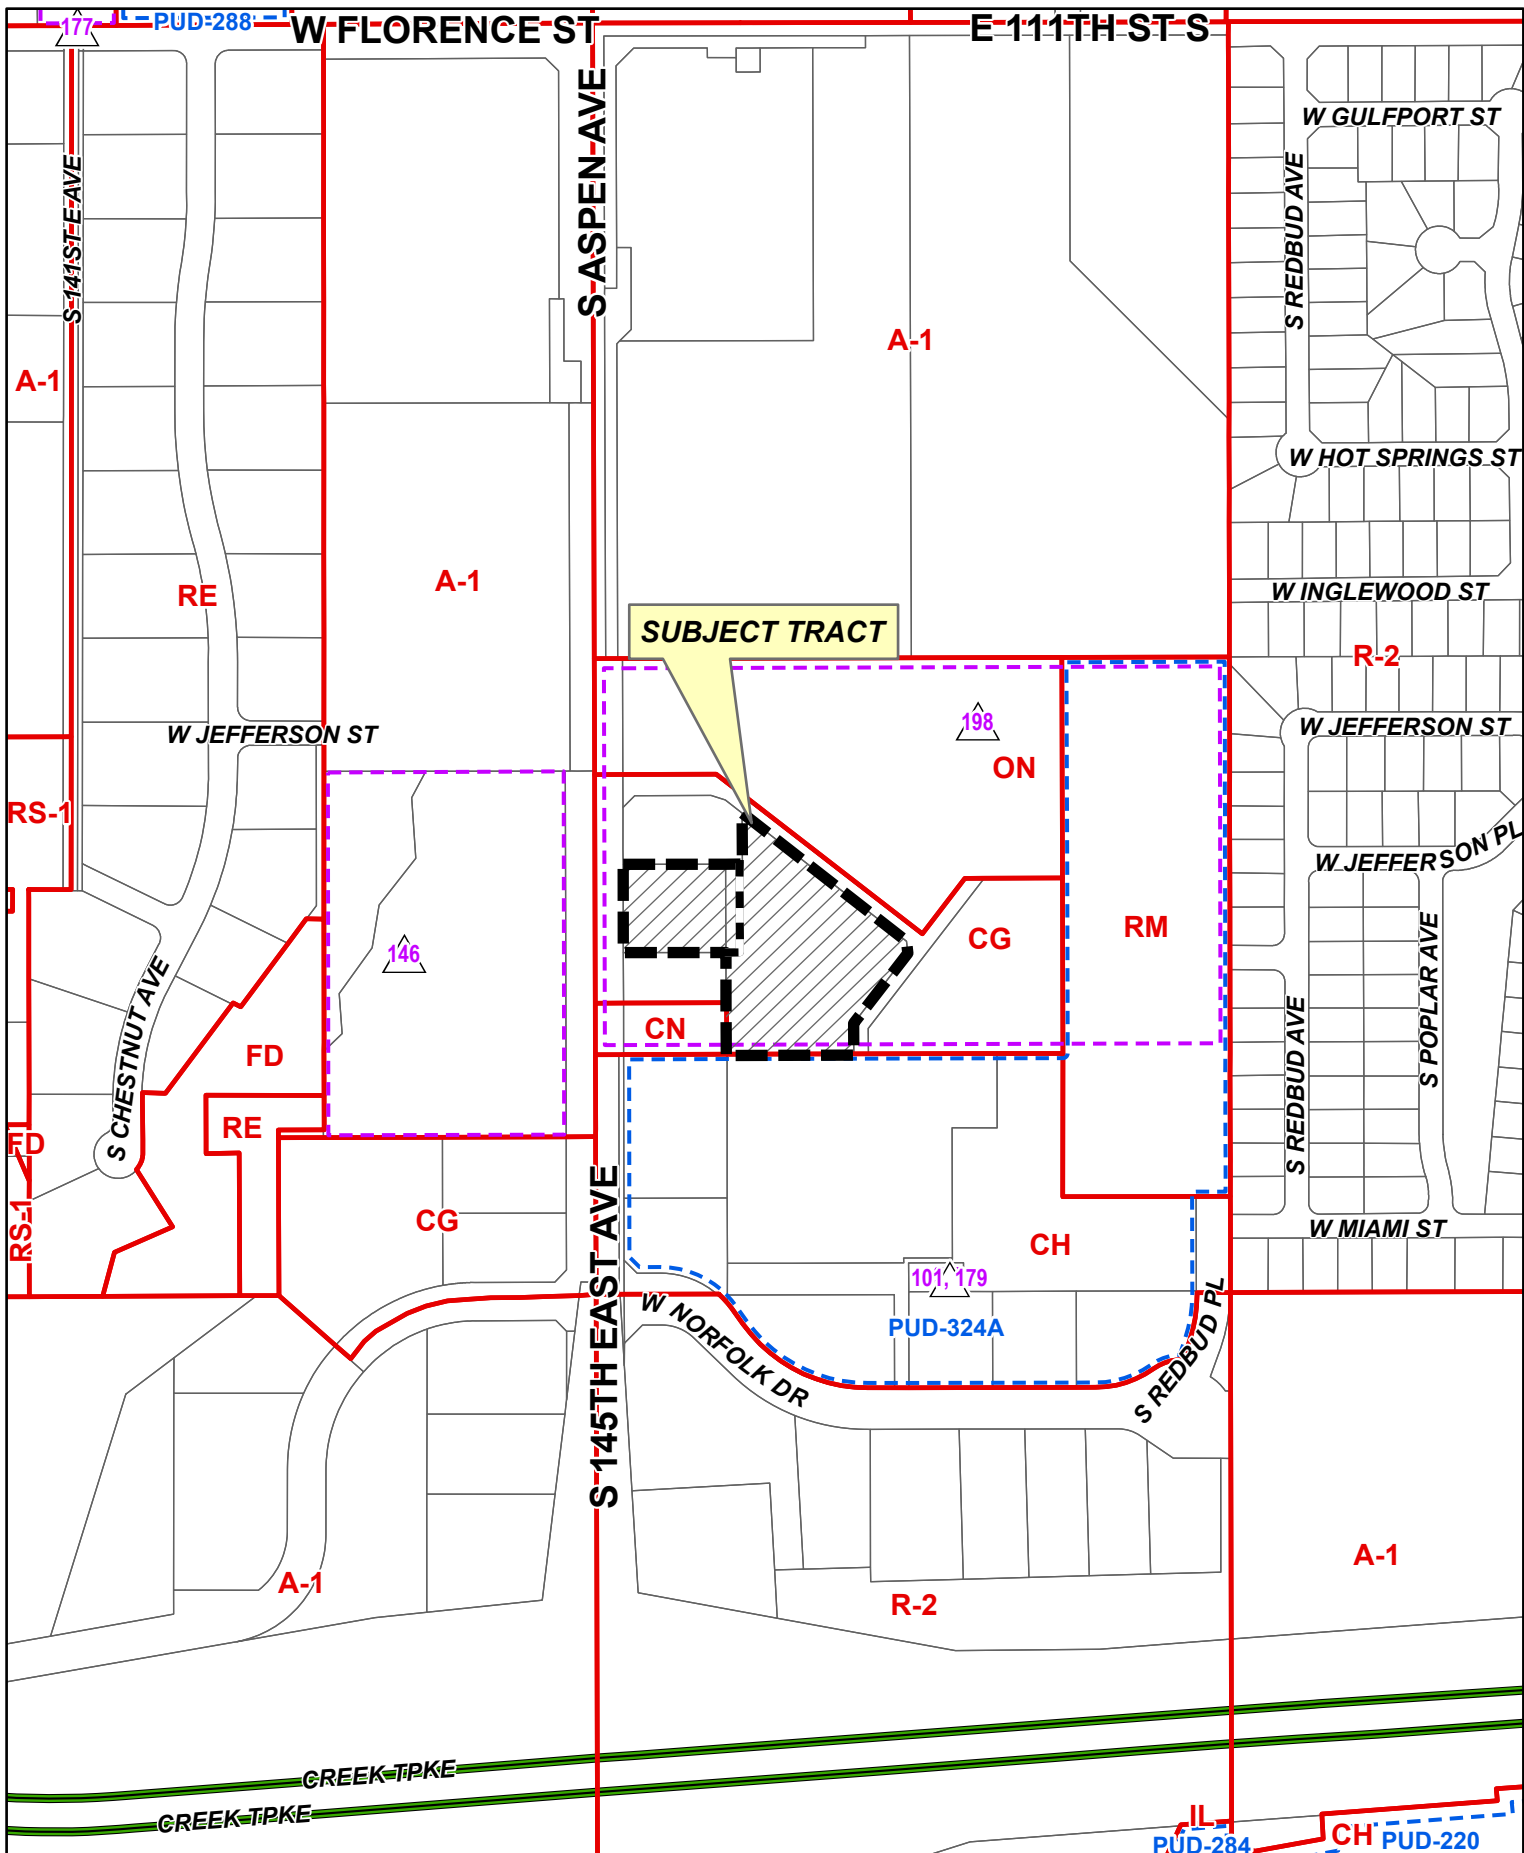 177
PUD-288
W FLORENCE ST
E 111TH ST S
S ASPEN AVE
W GULFPORT ST
S 141ST E AVE
S REDBUD AVE
A-1
A-1
W HOT SPRINGS ST
RE
A-1
W INGLEWOOD ST
SUBJECT TRACT
R-2
198
W JEFFERSON ST
W JEFFERSON ST
ON
RS-1
W JEFFERSON PL
146
CG
RM
S POPLAR AVE
S CHESTNUT AVE
CN
FD
S REDBUD AVE
RE
FD
RS-1
CG
S 145TH EAST AVE
CH
W MIAMI ST
101, 179
W NORFOLK DR
PUD-324A
S REDBUD PL
A-1
A-1
R-2
CREEK TPKE
CREEK TPKE
IL
PUD-284
CH
PUD-220